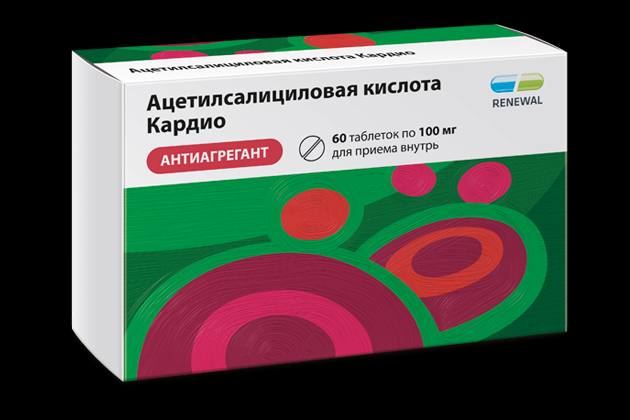 Ацетилсалициловая кислота Кардио
Ацетилсалициловая кислота
Кардио
RENEWAL
АНТИАГРЕГАНТ
60 таблеток по 100 мг
для приема внутрь